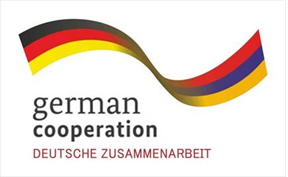 german
cooperation
DEUTSCHE ZUSAMMENARBEIT